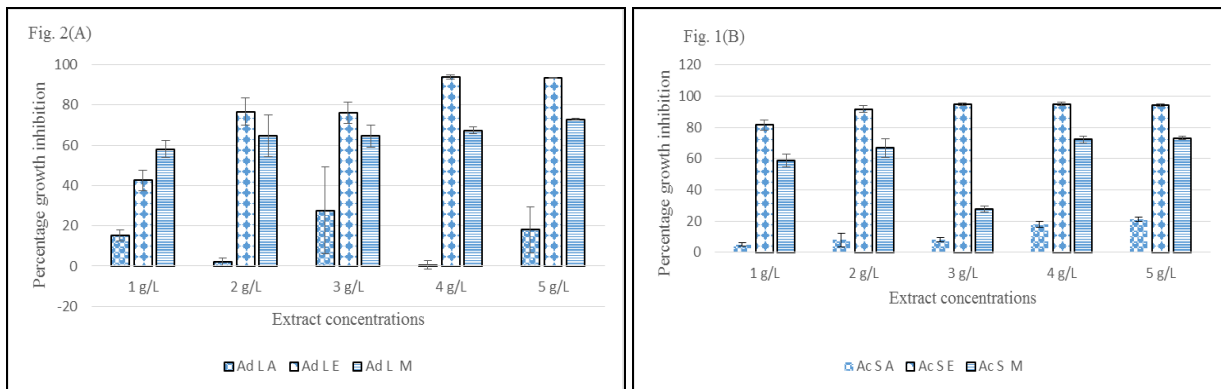 Fig. 2(A)
Percentage growth inhibition
100
80
60
40
20
0
-20
1 g/L 2 g/L 3 g/L 4 g/L 5 g/L
Extract concentrations
Ad L A Ad L E Ad L M
Fig. 1(B)
Percentage growth inhibition
120
100
80
60
40
20
0
1 g/L 2 g/L 3 g/L 4 g/L 5 g/L
Extract concentrations
Ac S A Ac S E Ac S M